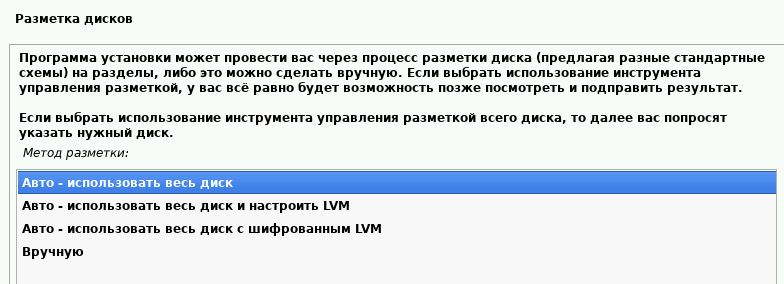 Разметка дисков
Программа установки может провести вас через процесс разметки диска (предлагая разные стандартные
схемы) на разделы, либо это можно сделать вручную. Если выбрать использование инструмента
управления разметкой, у вас всё равно будет возможность позже посмотреть и подправить результат.
Если выбрать использование инструмента управления разметкой всего диска, то далее вас попросят
указать нужный диск.
Метод разметки:
Авто - использовать весь диск
Авто - использовать весь диск и настроить LVM
Авто - использовать весь диск с шифрованным LVM
Вручную